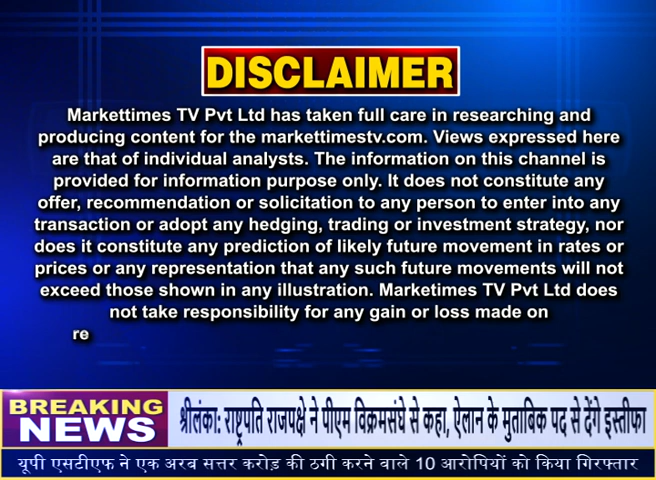 DISCLAIMER
Markettimes TV Pvt Ltd has taken full care in researching and
producing content for the markettimestv.com. Views expressed here
are that of individual analysts. The information on this channel is
provided for information purpose only. It does not constitute any
offer, recommendation or solicitation to any person to enter into any
transaction or adopt any hedging, trading or investment strategy, nor
does it constitute any prediction of likely future movement in rates or
prices or any representation that any such future movements will not
exceed those shown in any illustration. Marketimes TV Pvt Ltd does
not take responsibility for any gain or loss made on
re
BREAKING
NEWS
श्रीलंका: राष्ट्रपति राजपक्षे ने पीएम विक्रमसंघे से कहा, ऐलान के मुताबिक पद से देंगे इस्तीफा
यूपी एसटीएफ ने एक अरब सत्तर करोड़ की ठगी करने वाले 10 आरोपियों को किया गिरफ्तार